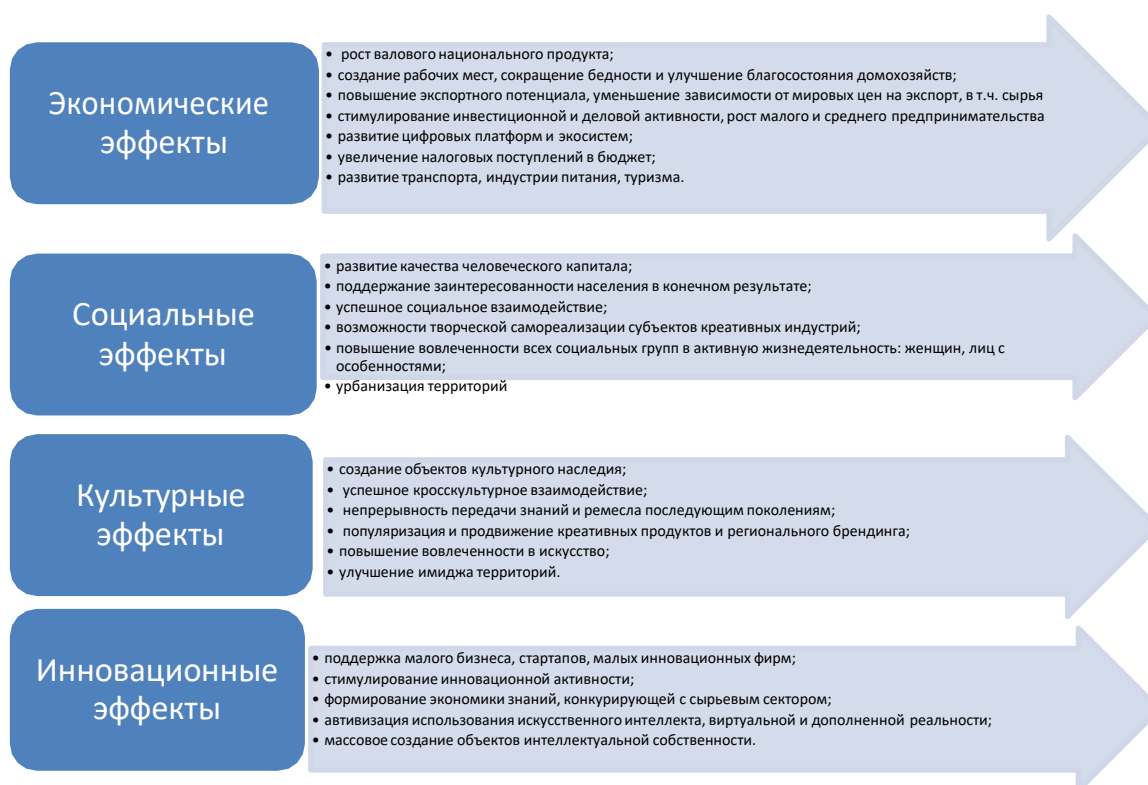 Экономические
эффекты
• рост валового национального продукта;
• создание рабочих мест, сокращение бедности и улучшение благосостояния домохозяйств;
• повышение экспортного потенциала, уменьшение зависимости от мировых цен на экспорт, в т.ч. сырья
• стимулирование инвестиционной и деловой активности, рост малого и среднего предпринимательства
• развитие цифровых платформ и экосистем;
• увеличение налоговых поступлений в бюджет;
• развитие транспорта, индустрии питания, туризма.
Социальные
эффекты
• развитие качества человеческого капитала;
• поддержание заинтересованности населения в конечном результате;
• успешное социальное взаимодействие;
• возможности творческой самореализации субъектов креативных индустрий;
• повышение вовлеченности всех социальных групп в активную жизнедеятельность: женщин, лиц с
особенностями;
• урбанизация территорий
Культурные
эффекты
• создание объектов культурного наследия;
• успешное кросскультурное взаимодействие;
• непрерывность передачи знаний и ремесла последующим поколениям;
• популяризация и продвижение креативных продуктов и регионального брендинга;
• повышение вовлеченности в искусство;
• улучшение имиджа территорий.
Инновационные
эффекты
• поддержка малого бизнеса, стартапов, малых инновационных фирм;
• стимулирование инновационной активности;
• формирование экономики знаний, конкурирующей с сырьевым сектором;
• автивизация использования искусственного интеллекта, виртуальной и дополненной реальности;
• массовое создание объектов интеллектуальной собственности.